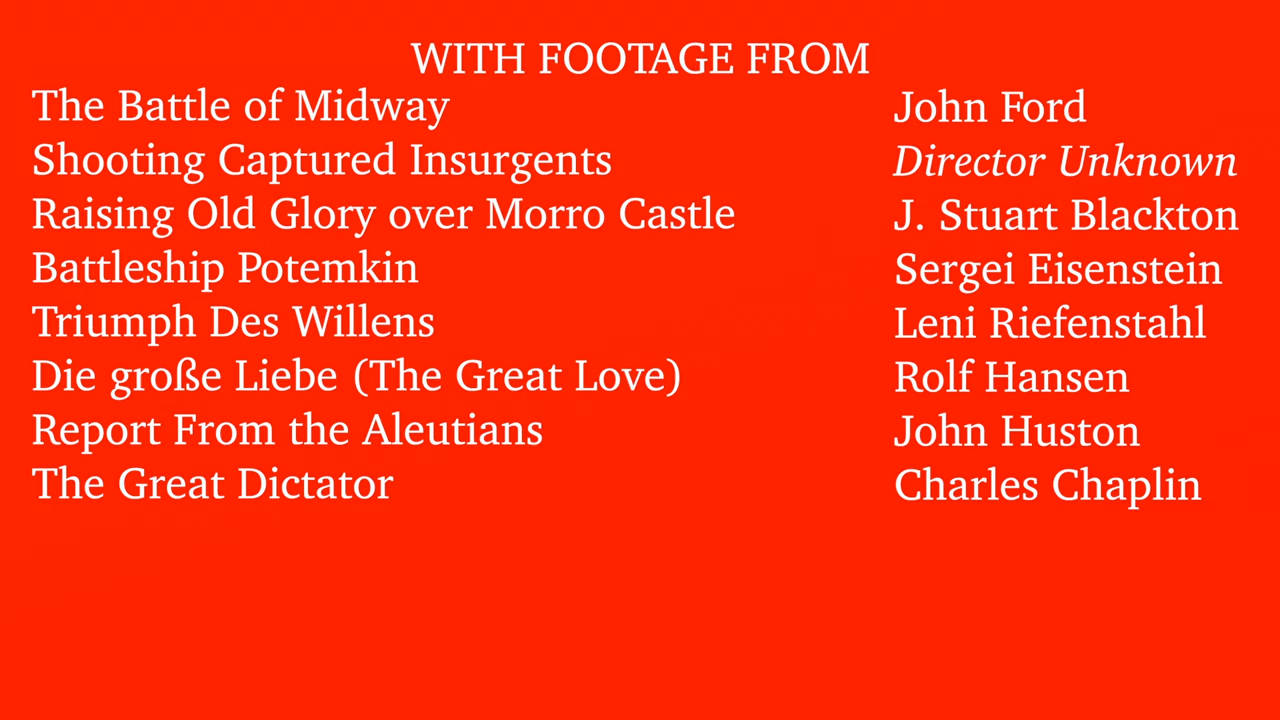 WITH FOOTAGE FROM
The Battle of Midway John Ford
Shooting Captured Insurgents Director Unknown
Raising Old Glory over Morro Castle J. Stuart Blackton
Battleship Potemkin Sergei Eisenstein
Triumph Des Willens Leni Riefenstahl
Die große Liebe (The Great Love) Rolf Hansen
Report From the Aleutians John Huston
The Great Dictator Charles Chaplin